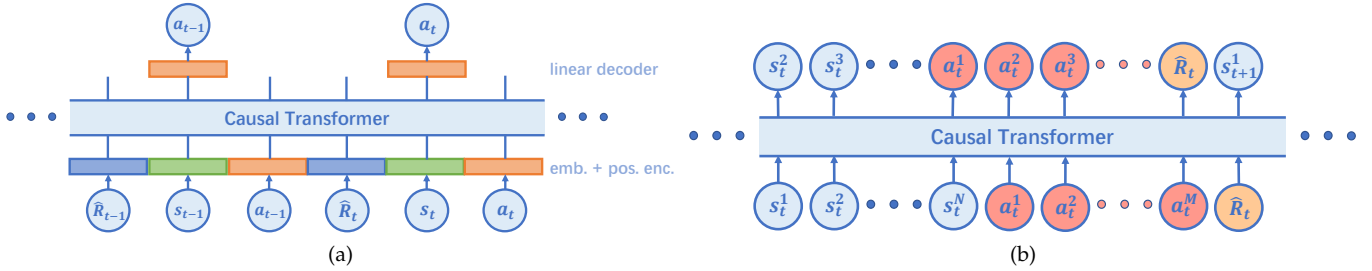 a_{t-1} a_t
linear decoder
Causal Transformer
emb. + pos. enc.
R̂_{t-1} s_{t-1} a_{t-1} R̂_t s_t a_t
(a)
s_t^2 s_t^3 a_t^1 a_t^2 a_t^3 R̂_t s_{t+1}^1
Causal Transformer
s_t^1 s_t^2 s_t^N a_t^1 a_t^2 a_t^M R̂_t
(b)